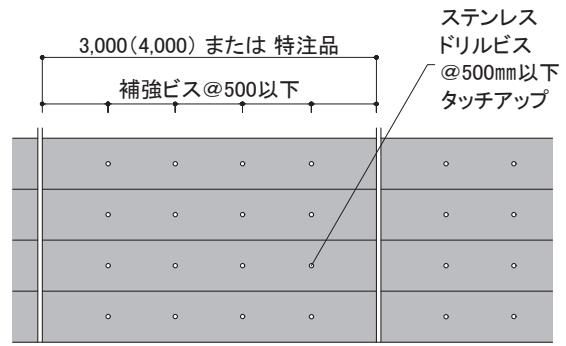 ステンレス
ドリルビス
@500㎜以下
タッチアップ
3,000(4,000) または 特注品
補強ビス@500以下